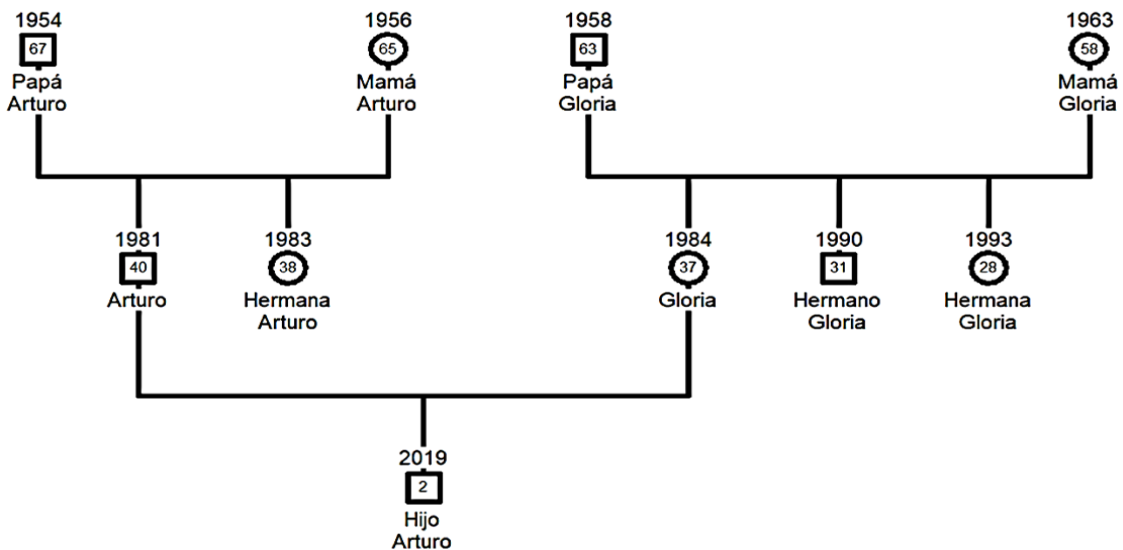 1954 1956 1958 1963
67 65 63 58
Papá Mamá Papá Mamá
Arturo Arturo Gloria Gloria
1981 1983 1984 1990 1993
40 38 37 31 28
Arturo Hermana Gloria Hermano Hermana
Arturo Gloria Gloria
2019
2
Hijo
Arturo